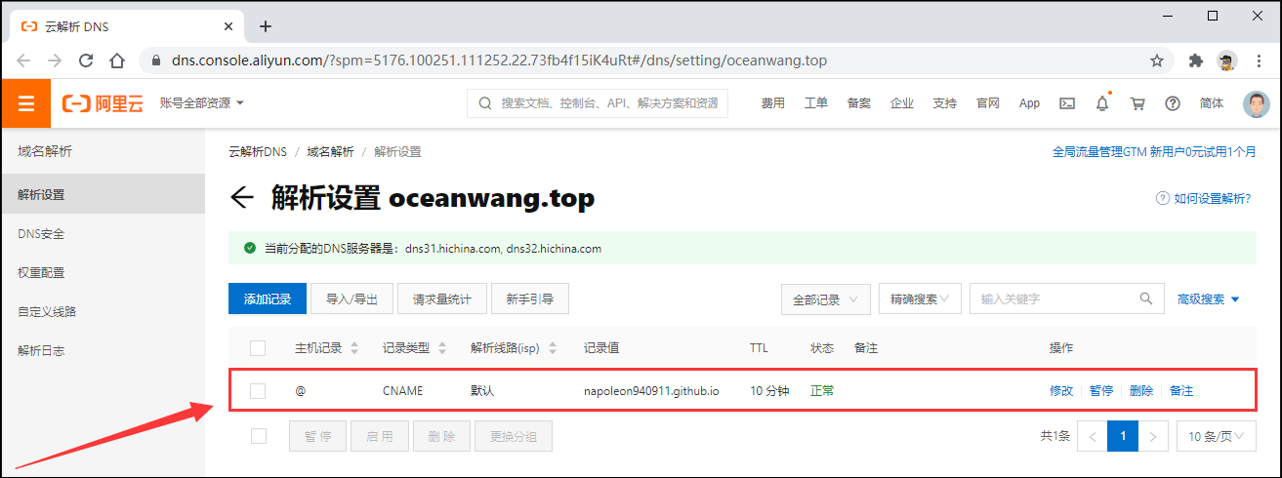 云解析 DNS
dns.console.aliyun.com/?spm=5176.100251.111252.22.73fb4f15iK4uRt#/dns/setting/oceanwang.top
阿里云 账号全部资源 搜索文档、控制台、API、解决方案和资源 费用 工单 备案 企业 支持 官网 App 简体
域名解析
解析设置
DNS安全
权重配置
自定义线路
解析日志
云解析DNS / 域名解析 / 解析设置 全局流量管理GTM 新用户0元试用1个月
解析设置 oceanwang.top 如何设置解析?
当前分配的DNS服务器是: dns31.hichina.com, dns32.hichina.com
添加记录 导入/导出 请求量统计 新手引导 全部记录 精确搜索 输入关键字 高级搜索
主机记录 记录类型 解析线路(isp) 记录值 TTL 状态 备注 操作
@ CNAME 默认 napoleon940911.github.io 10 分钟 正常 修改 暂停 删除 备注
暂停 启用 删除 更换分组 共1条 < 1 > 10 条/页